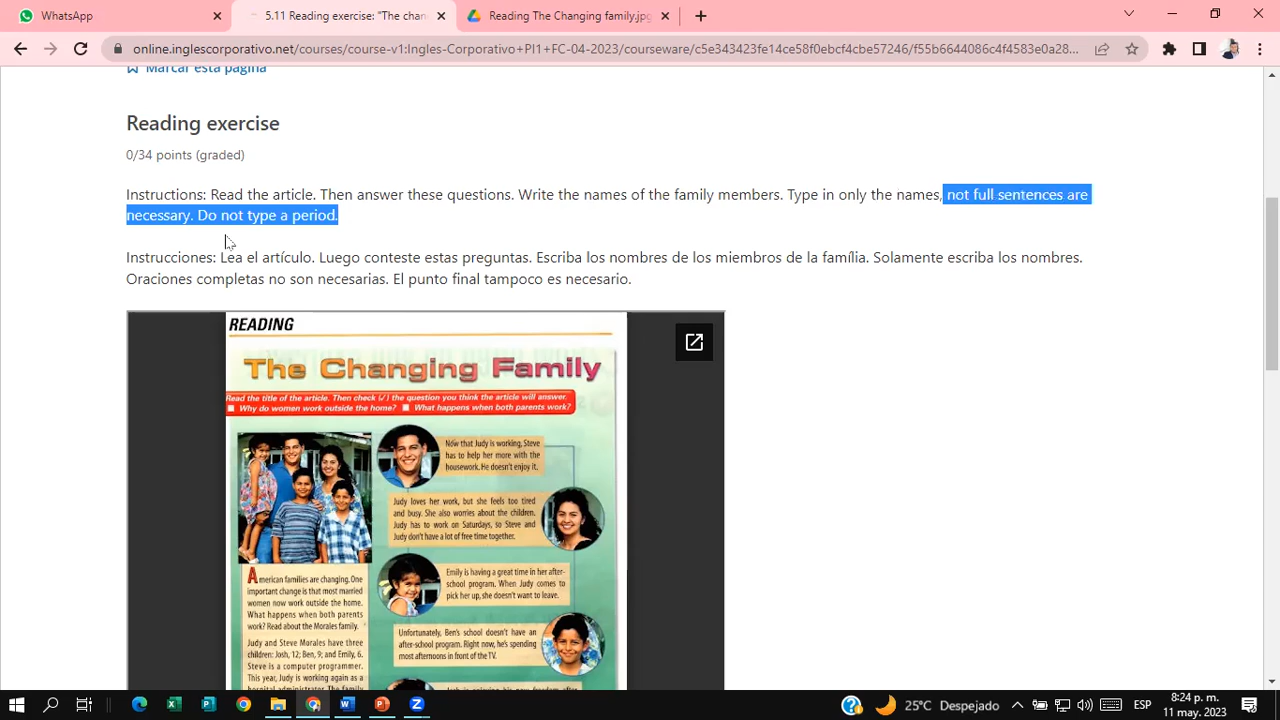 WhatsApp
5.11 Reading exercise: "The chan
Reading The Changing family.jpg
online.inglescorporativo.net/courses/course-v1:Ingles-Corporativo+PI1+FC-04-2023/courseware/c5e343423fe14ce58f0ebcf4cbe57246/f55b6644086c4f4583e0a28...
Marcar esta página
Reading exercise
0/34 points (graded)
Instructions: Read the article. Then answer these questions. Write the names of the family members. Type in only the names, not full sentences are
necessary. Do not type a period.
Instrucciones: Lea el artículo. Luego conteste estas preguntas. Escriba los nombres de los miembros de la família. Solamente escriba los nombres.
Oraciones completas no son necesarias. El punto final tampoco es necesario.
READING
The Changing Family
Read the title of the article. Then check (✓) the question you think the article will answer.
Why do women work outside the home? What happens when both parents work?
Now that Judy is working, Steve
has to help her more with the
housework. He doesn't enjoy it.
Judy loves her work, but she feels too tired
and busy. She also worries about the children.
Judy has to work on Saturdays, so Steve and
Judy don't have a lot of free time together.
Emily is having a great time in her after-
school program. When Judy comes to
pick her up, she doesn't want to leave.
Unfortunately, Ben's school doesn't have an
after-school program. Right now, he's spending
most afternoons in front of the TV.
American families are changing. One
important change is that most married
women now work outside the home.
What happens when both parents
work? Read about the Morales family.
Judy and Steve Morales have three
children: Josh, 12; Ben, 9; and Emily, 6.
Steve is a computer programmer.
This year, Judy is working again as a
hospital administrator. The family
Josh is enjoying his new freedom after
ESP
8:24 p. m.
11 may. 2023
25°C Despejado